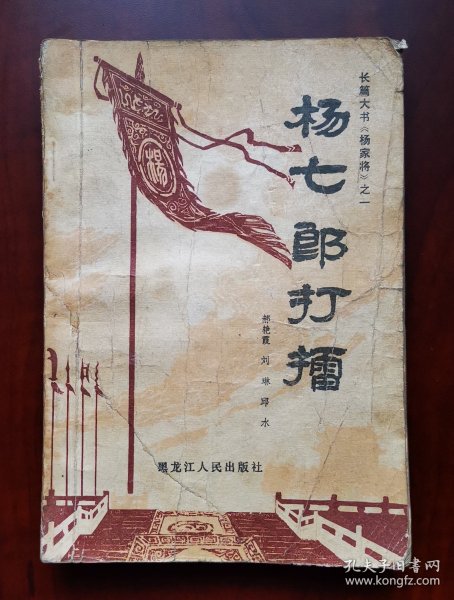 长篇大书《杨家将》之一
杨七郎打擂
郝艳霞 刘琳 邱水
杨
黑龙江人民出版社
孔夫子旧书网
www.kongfz.com